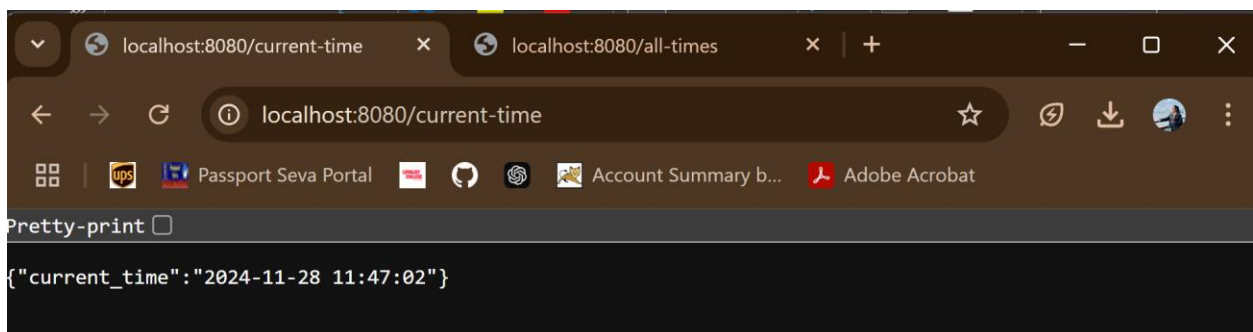 localhost:8080/current-time
localhost:8080/all-times
localhost:8080/current-time
ups
Passport Seva Portal
Account Summary b...
Adobe Acrobat
Pretty-print
{"current_time":"2024-11-28 11:47:02"}